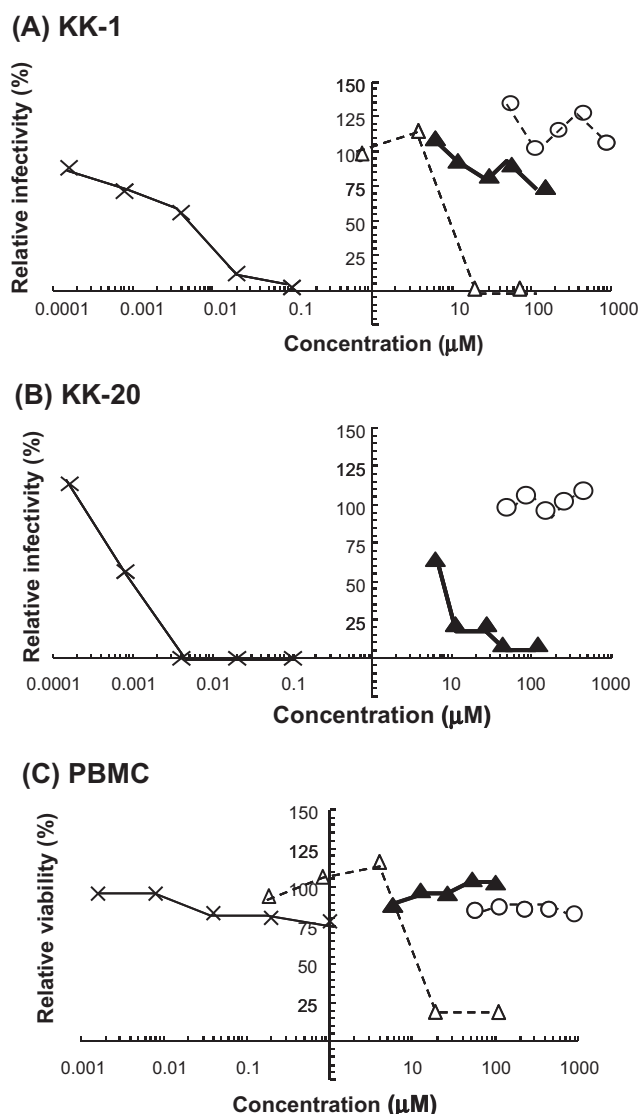 (A) KK-1
Relative infectivity (%)
150
125
100
75
50
25
0.0001 0.001 0.01 0.1 10 100 1000
Concentration (μM)
(B) KK-20
Relative infectivity (%)
150
125
100
75
50
25
0.0001 0.001 0.01 0.1 10 100 1000
Concentration (μM)
(C) PBMC
Relative viability (%)
150
125
100
75
50
25
0.001 0.01 0.1 10 100 1000
Concentration (μM)